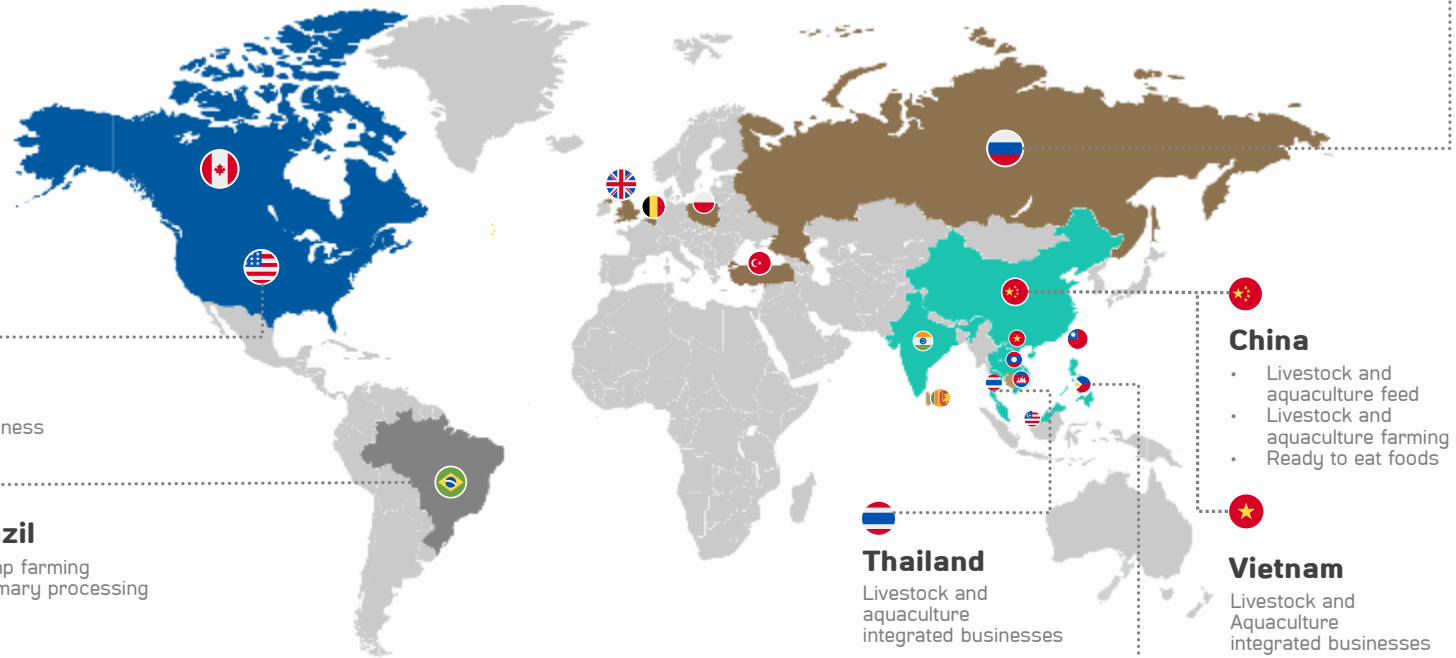 ness
zil
p farming
mary processing
Thailand
Livestock and
aquaculture
integrated businesses
China
• Livestock and
aquaculture feed
• Livestock and
aquaculture farming
• Ready to eat foods
Vietnam
Livestock and
Aquaculture
integrated businesses